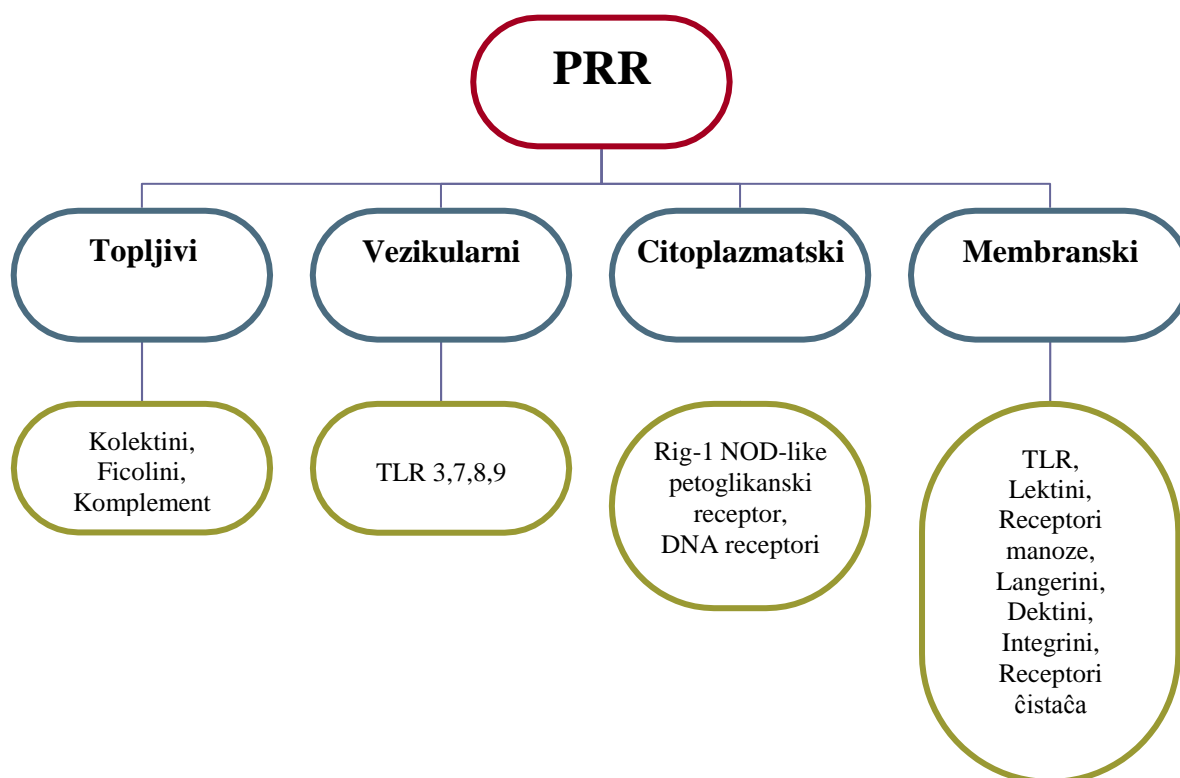 PRR
Topljivi
Vezikularni
Citoplazmatski
Membranski
Kolektini,
Ficolini,
Komplement
TLR 3,7,8,9
Rig-1 NOD-like
petoglikanski
receptor,
DNA receptori
TLR,
Lektini,
Receptori
manoze,
Langerini,
Dektini,
Integrini,
Receptori
ĉistaĉa